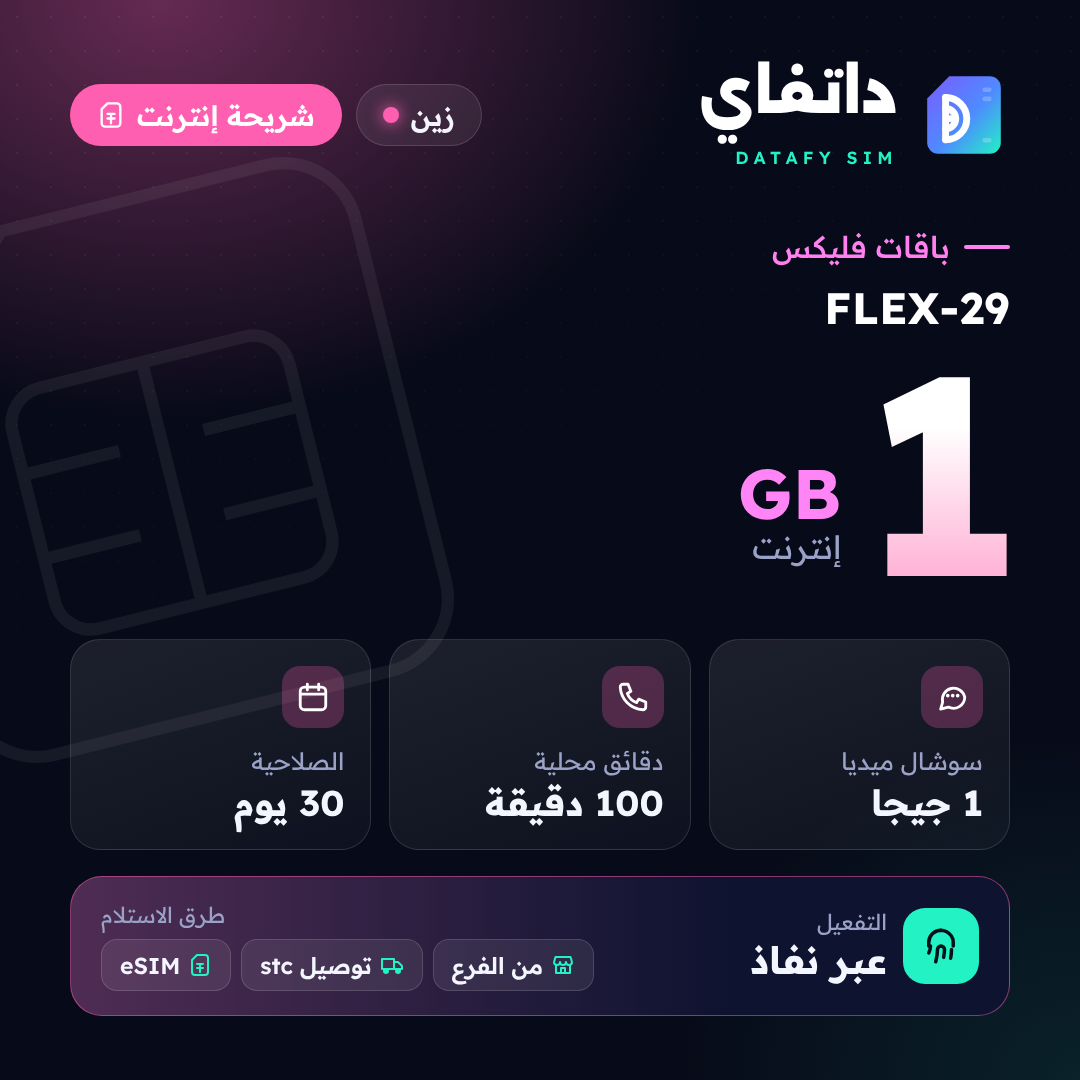 داتفاي
DATAFY SIM
زين
شريحة إنترنت
باقات فليكس
FLEX-29
1
GB
إنترنت
سوشال ميديا
1 جيجا
دقائق محلية
100 دقيقة
الصلاحية
30 يوم
التفعيل
عبر نفاذ
طرق الاستلام
من الفرع
توصيل stc
eSIM